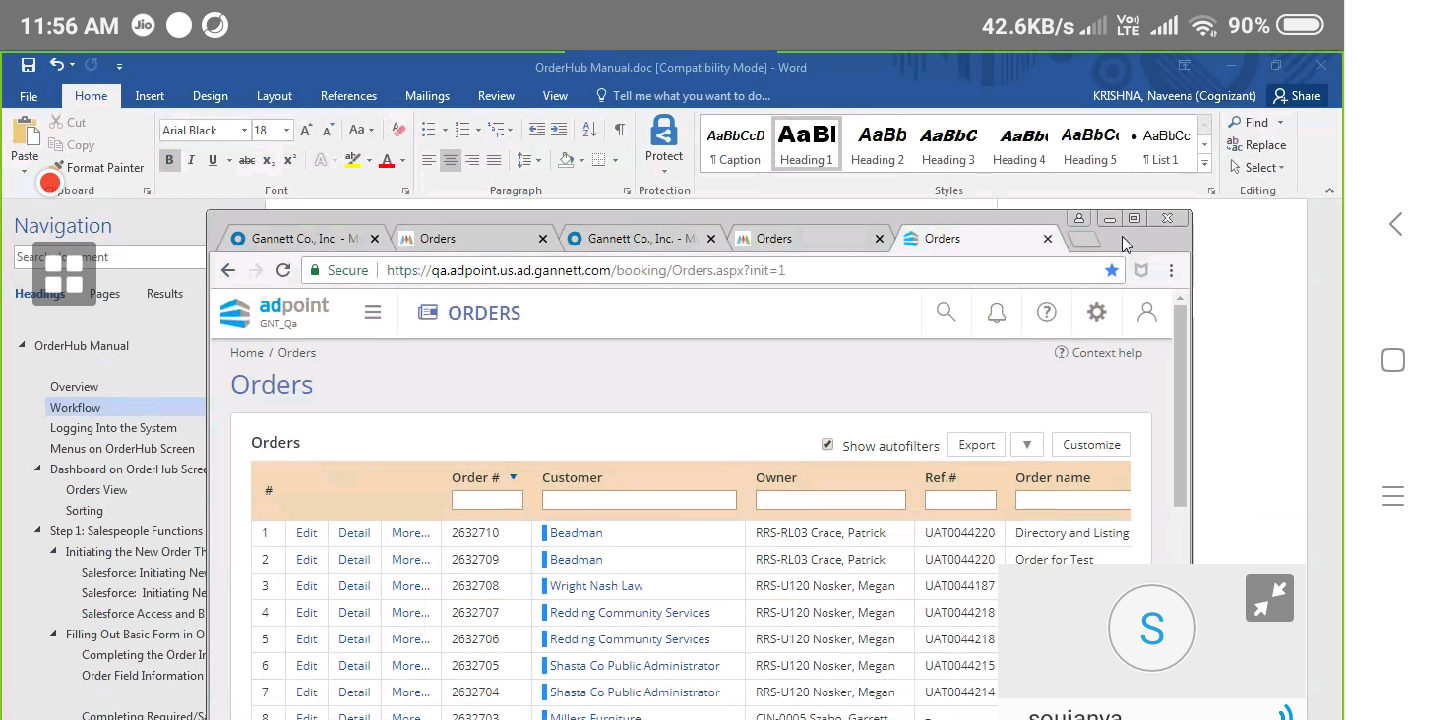 11:56 AM Jio 42.6KB/s Vo) LTE 90%
OrderHub Manual.doc [Compatibility Mode] - Word
File Home Insert Design Layout References Mailings Review View Tell me what you want to do... KRISHNA, Naveena (Cognizant) Share
Paste Cut Copy Format Painter Clipboard
Arial Black 18 Font
Paragraph
Protect Protection
AaBbCcD AaBl AaBb AaBbC AaBb( AaBbC( • AaBbCc
¶ Caption Heading 1 Heading 2 Heading 3 Heading 4 Heading 5 ¶ List 1
Styles
Find Replace Select Editing
Navigation
Search document
Headings Pages Results
OrderHub Manual
Overview
Workflow
Logging Into the System
Menus on OrderHub Screen
Dashboard on OrderHub Scree
Orders View
Sorting
Step 1: Salespeople Functions
Initiating the New Order Th
Salesforce: Initiating Nev
Salesforce: Initiating Ne
Salesforce Access and B
Filling Out Basic Form in O
Completing the Order In
Order Field Information
Completing Required/Sa
Gannett Co., Inc. - M Orders Gannett Co., Inc. - M Orders Orders
Secure https://qa.adpoint.us.ad.gannett.com/booking/Orders.aspx?init=1
adpoint GNT_Qa ORDERS
Home / Orders Context help
Orders
Orders Show autofilters Export Customize
# Order # Customer Owner Ref.# Order name
1 Edit Detail More... 2632710 Beadman RRS-RL03 Crace, Patrick UAT0044220 Directory and Listing
2 Edit Detail More... 2632709 Beadman RRS-RL03 Crace, Patrick UAT0044220 Order for Test
3 Edit Detail More... 2632708 Wright Nash Law RRS-U120 Nosker, Megan UAT0044187
4 Edit Detail More... 2632707 Redding Community Services RRS-U120 Nosker, Megan UAT0044218
5 Edit Detail More... 2632706 Redding Community Services RRS-U120 Nosker, Megan UAT0044218
6 Edit Detail More... 2632705 Shasta Co Public Administrator RRS-U120 Nosker, Megan UAT0044215
7 Edit Detail More... 2632704 Shasta Co Public Administrator RRS-U120 Nosker, Megan UAT0044214
8 Edit Detail More... 2632703 Millers Furniture CIN-0005 Szabo, Garrett –
S
soujanya